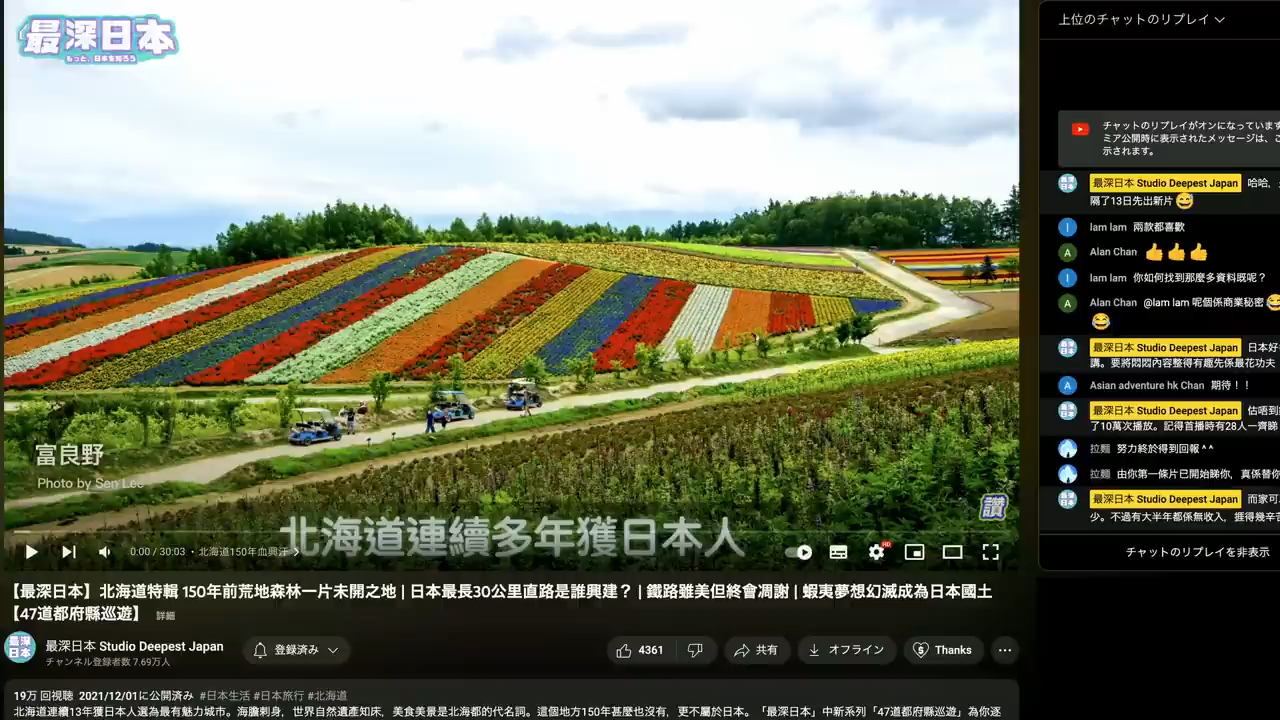 最深日本
もっと、日本を知ろう
富良野
Photo by Sen Lee
讚
北海道連續多年獲日本人
0:00 / 30:03 • 北海道150年血與汗
HD
【最深日本】北海道特輯 150年前荒地森林一片未開之地 | 日本最長30公里直路是誰興建？ | 鐵路雖美但終會凋謝 | 蝦夷夢想幻滅成為日本國土
【47道都府縣巡遊】 詳細
最深日本
最深日本 Studio Deepest Japan
チャンネル登録者数 7.69万人
登録済み
4361
共有
オフライン
Thanks
19万 回視聴 2021/12/01に公開済み #日本生活 #日本旅行 #北海道
北海道連續13年獲日本人選為最有魅力城市。海膽刺身，世界自然遺產知床，美食美景是北海都的代名詞。這個地方150年甚麼也沒有，更不屬於日本。「最深日本」中新系列「47道都府縣巡遊」為你逐
上位のチャットのリプレイ
チャットのリプレイがオンになっています
ミア公開時に表示されたメッセージは、こ
示されます。
最深日本 Studio Deepest Japan 哈哈，
隔了13日先出新片
I
lam lam 兩款都喜歡
A
Alan Chan
I
lam lam 你如何找到那麼多資料既呢？
A
Alan Chan @lam lam 呢個係商業秘密
最深日本 Studio Deepest Japan 日本好
講。要將悶悶內容整得有趣先係最花功夫
A
Asian adventure hk Chan 期待！！
最深日本 Studio Deepest Japan 估唔到
了10萬次播放。記得首播時有28人一齊睇
拉麵 努力終於得到回報 ^ ^
拉麵 由你第一條片已開始睇你，真係替你
最深日本 Studio Deepest Japan 而家可
少。不過有大半年都係無收入，捱得幾辛苦
チャットのリプレイを非表示